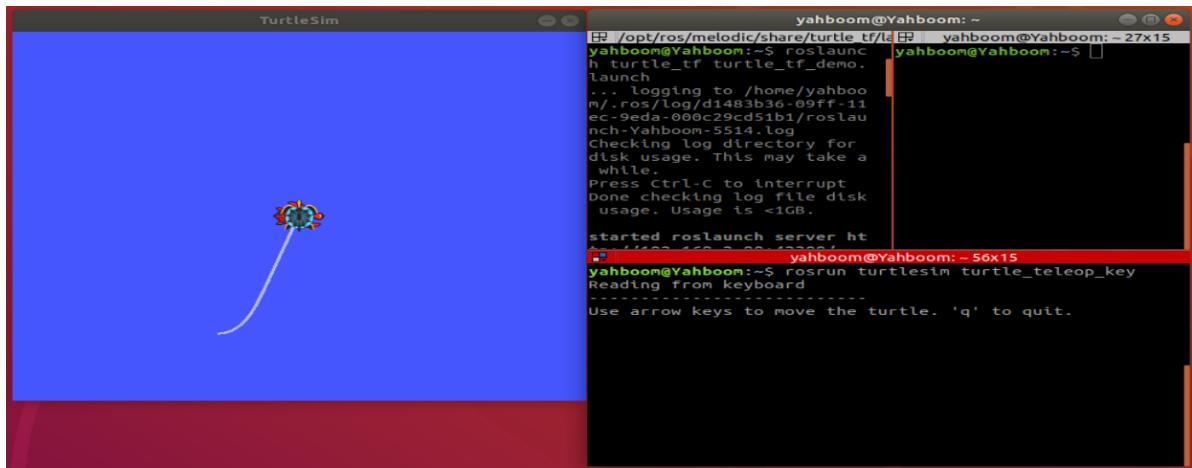 TurtleSim
yahboom@Yahboom: ~
/opt/ros/melodic/share/turtle_tf/la
yahboom@Yahboom:~$ roslaunc
h turtle_tf turtle_tf_demo.
launch
... logging to /home/yahboo
m/.ros/log/d1483b36-09ff-11
ec-9eda-000c29cd51b1/roslau
nch-Yahboom-5514.log
Checking log directory for
disk usage. This may take a
while.
Press Ctrl-C to interrupt
Done checking log file disk
usage. Usage is <1GB.
started roslaunch server ht
yahboom@Yahboom: ~ 27x15
yahboom@Yahboom:~$
yahboom@Yahboom: ~ 56x15
yahboom@Yahboom:~$ rosrun turtlesim turtle_teleop_key
Reading from keyboard
---------------------------
Use arrow keys to move the turtle. 'q' to quit.